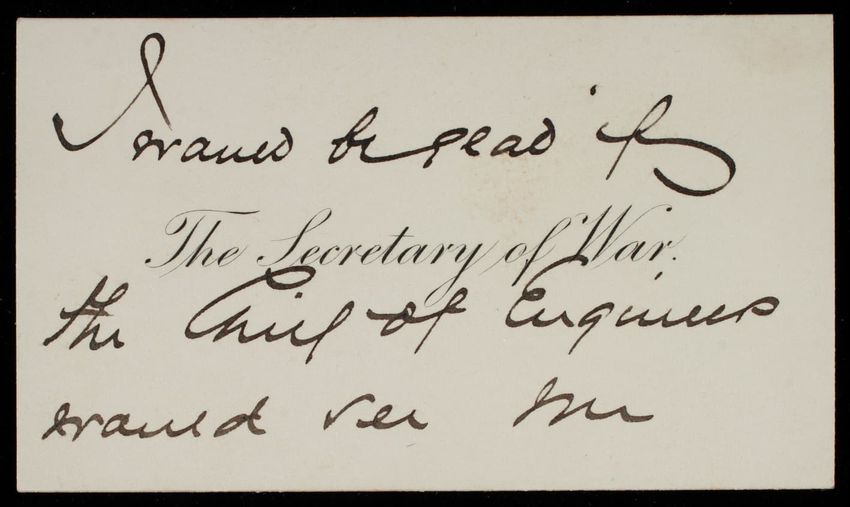 I
would be glad if
The Secretary of War.
the Chief of Engineers
would see me